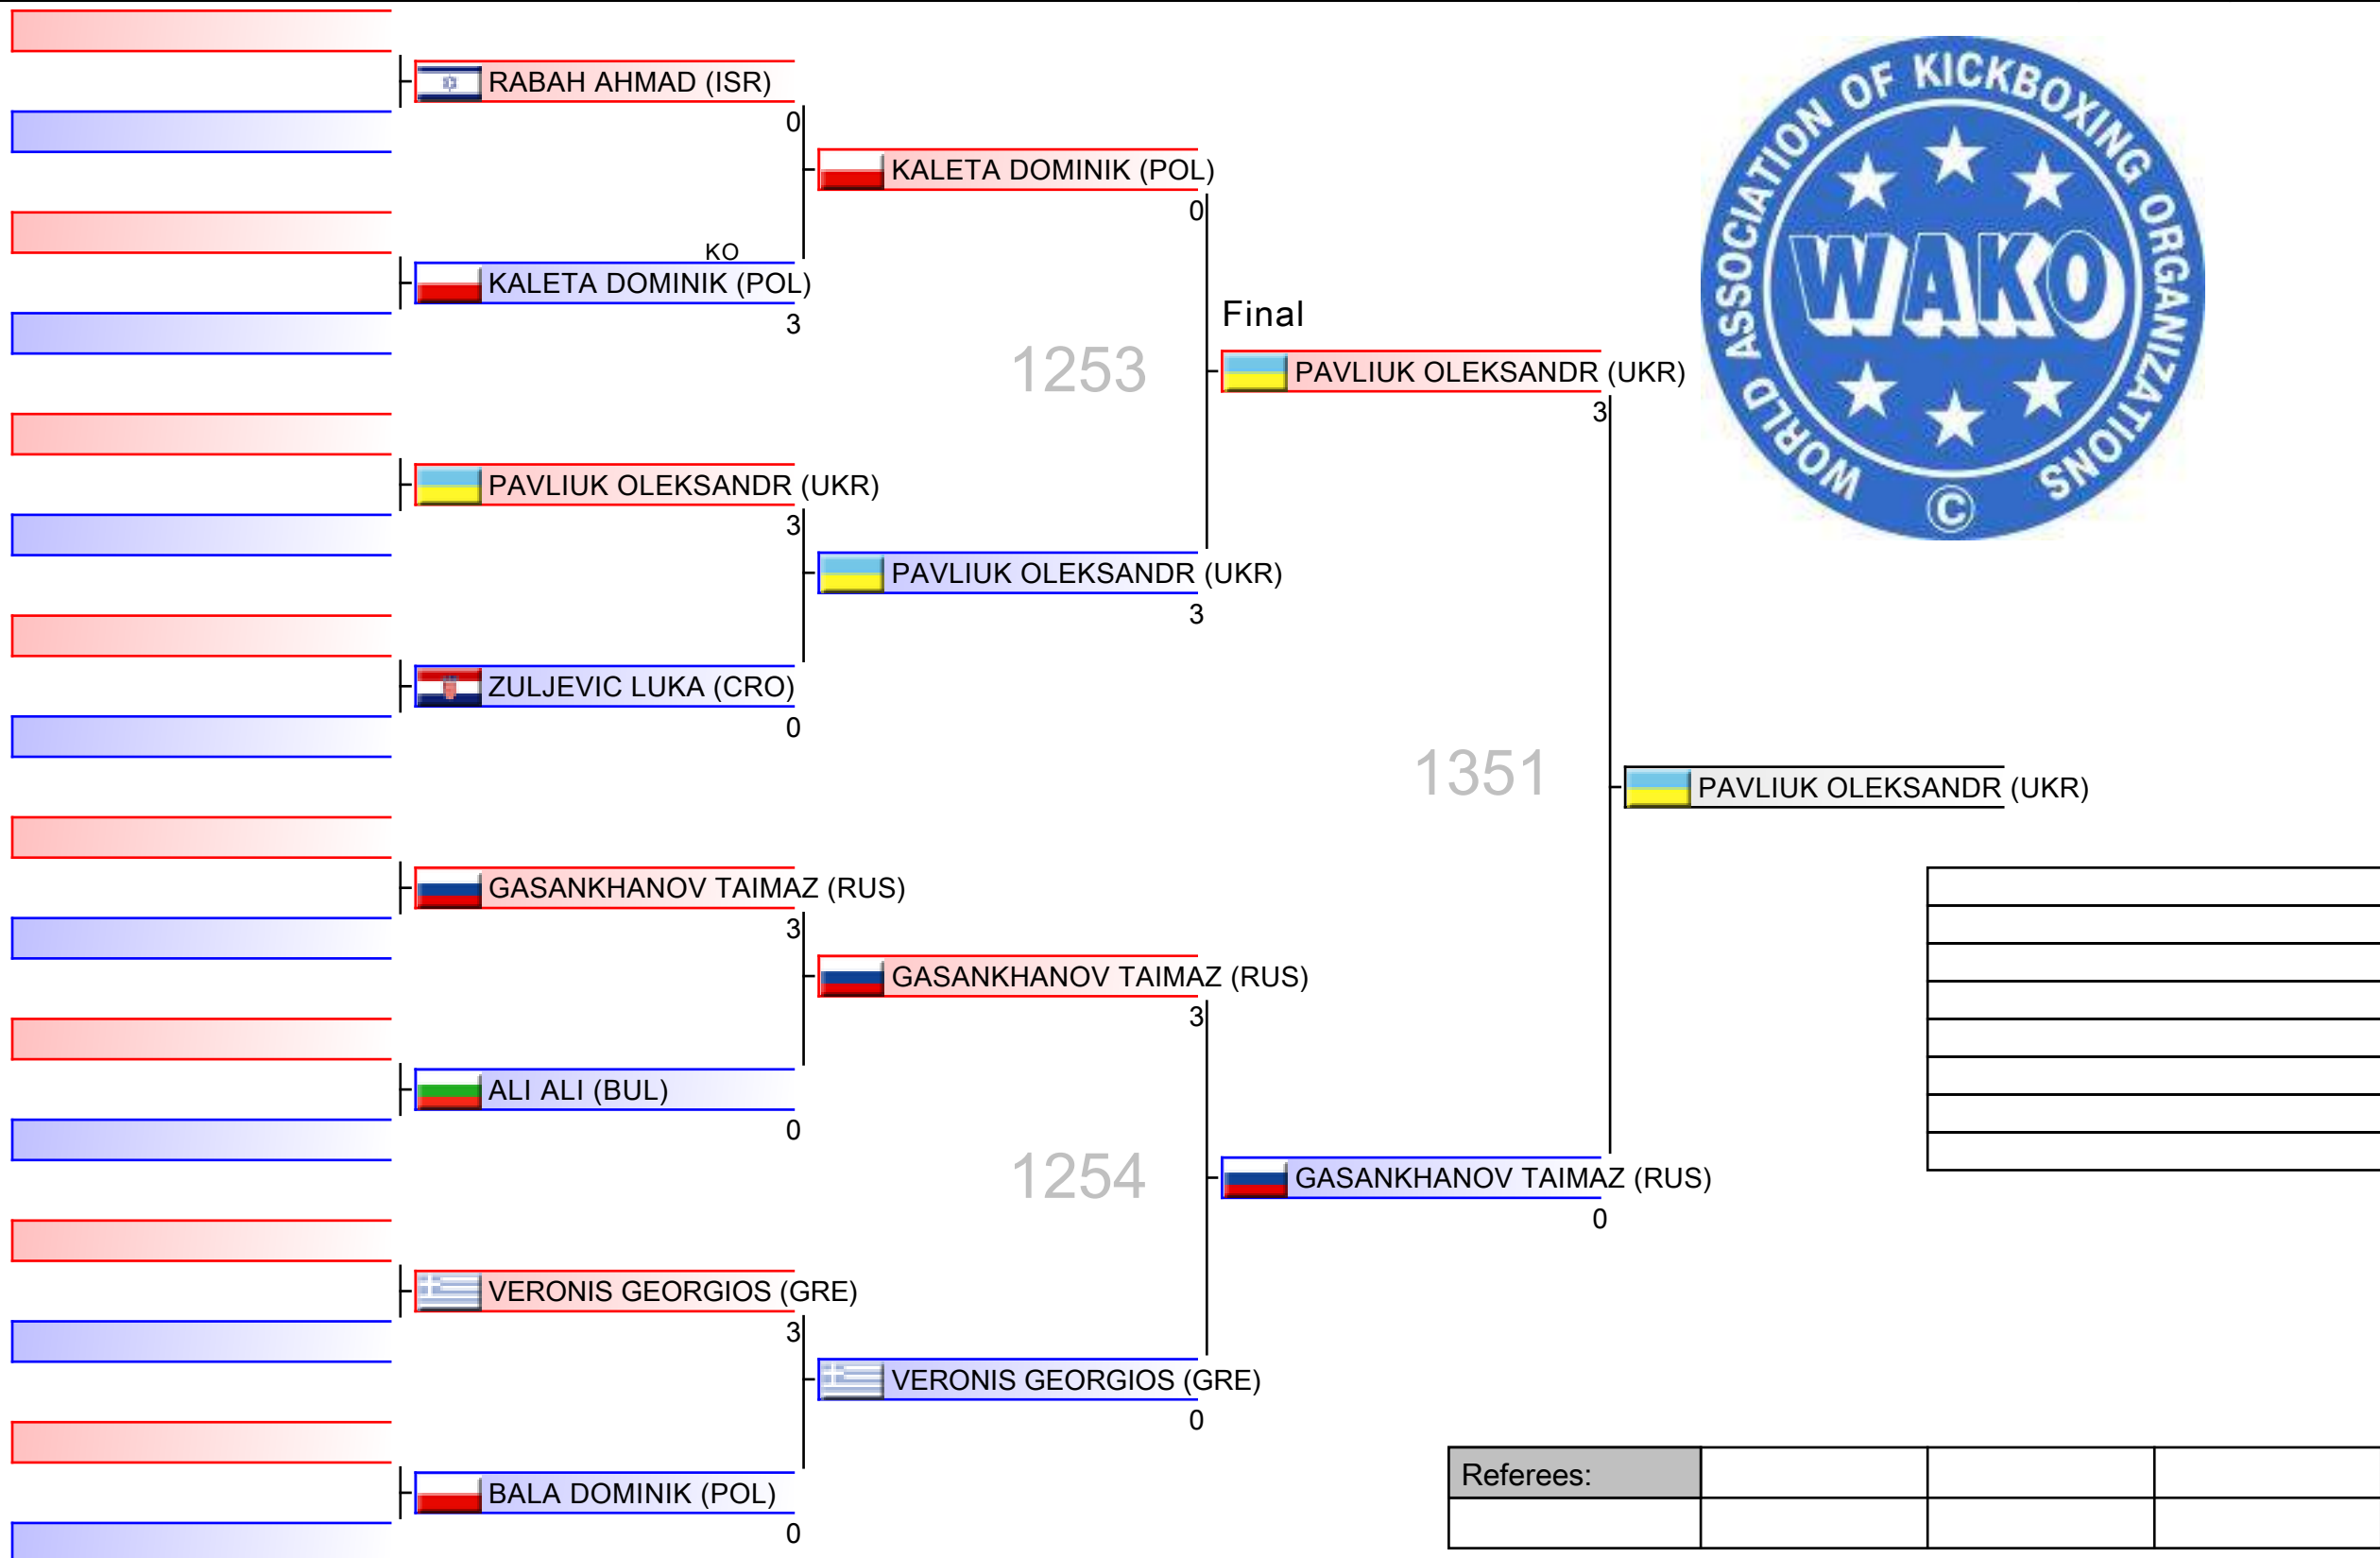 RABAH AHMAD (ISR)
0
KO
KALETA DOMINIK (POL)
3
PAVLIUK OLEKSANDR (UKR)
3
ZULJEVIC LUKA (CRO)
0
GASANKHANOV TAIMAZ (RUS)
3
ALI ALI (BUL)
0
VERONIS GEORGIOS (GRE)
3
BALA DOMINIK (POL)
0
KALETA DOMINIK (POL)
0
1253
PAVLIUK OLEKSANDR (UKR)
3
GASANKHANOV TAIMAZ (RUS)
3
1254
VERONIS GEORGIOS (GRE)
0
Final
PAVLIUK OLEKSANDR (UKR)
3
1351
GASANKHANOV TAIMAZ (RUS)
0
PAVLIUK OLEKSANDR (UKR)
WORLD ASSOCIATION OF KICKBOXING ORGANIZATIONS
WAKO
©
Referees: